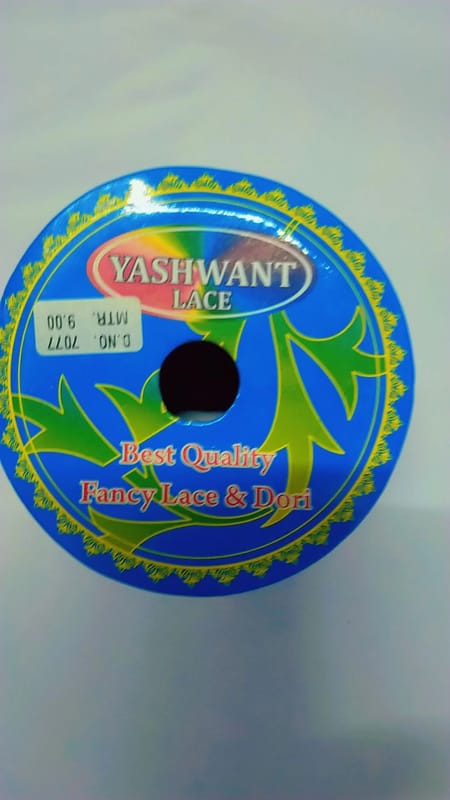 YASHWANT
LACE
D.NO. 7077
MTR. 9.00
Best Quality
Fancy Lace & Dori